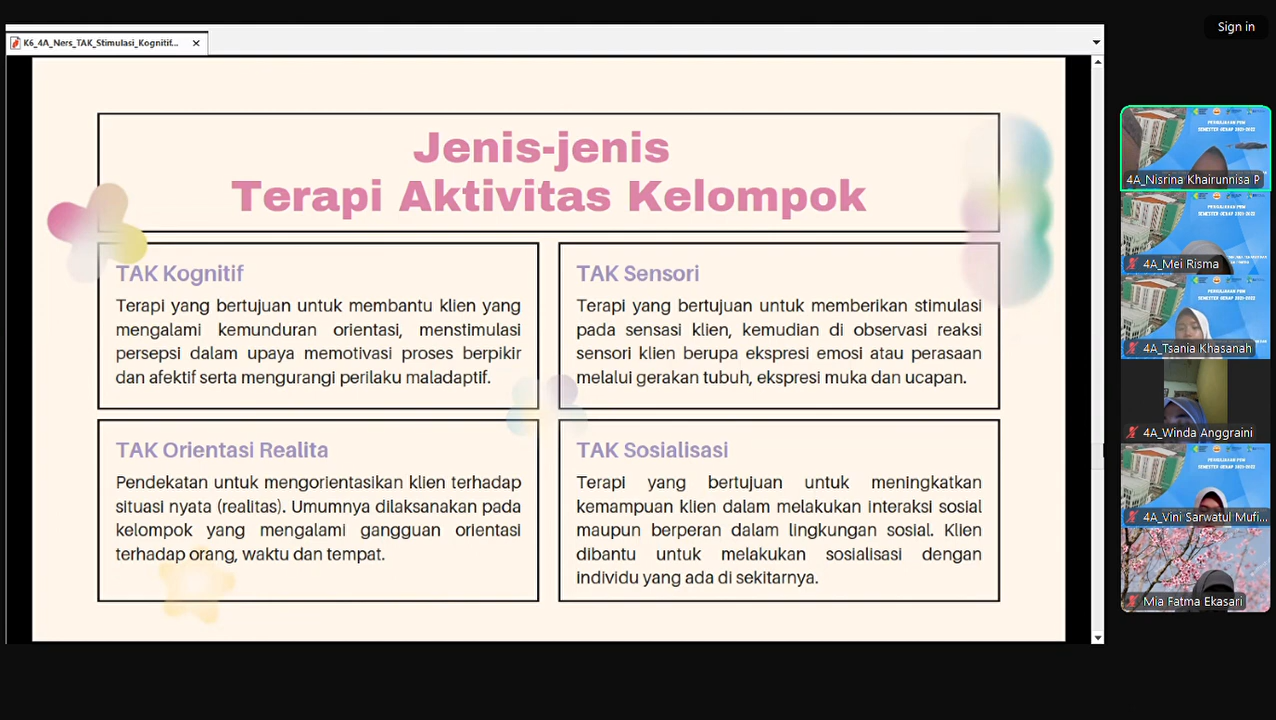 Sign in
K6_4A_Ners_TAK_Stimulasi_Kognitif...
Jenis-jenis
Terapi Aktivitas Kelompok
TAK Kognitif
Terapi yang bertujuan untuk membantu klien yang
mengalami kemunduran orientasi, menstimulasi
persepsi dalam upaya memotivasi proses berpikir
dan afektif serta mengurangi perilaku maladaptif.
TAK Sensori
Terapi yang bertujuan untuk memberikan stimulasi
pada sensasi klien, kemudian di observasi reaksi
sensori klien berupa ekspresi emosi atau perasaan
melalui gerakan tubuh, ekspresi muka dan ucapan.
TAK Orientasi Realita
Pendekatan untuk mengorientasikan klien terhadap
situasi nyata (realitas). Umumnya dilaksanakan pada
kelompok yang mengalami gangguan orientasi
terhadap orang, waktu dan tempat.
TAK Sosialisasi
Terapi yang bertujuan untuk meningkatkan
kemampuan klien dalam melakukan interaksi sosial
maupun berperan dalam lingkungan sosial. Klien
dibantu untuk melakukan sosialisasi dengan
individu yang ada di sekitarnya.
4A_Nisrina Khairunnisa P
4A_Mei Risma
4A_Tsania Khasanah
4A_Winda Anggraini
4A_Vini Sarwatul Mufi...
Mia Fatma Ekasari